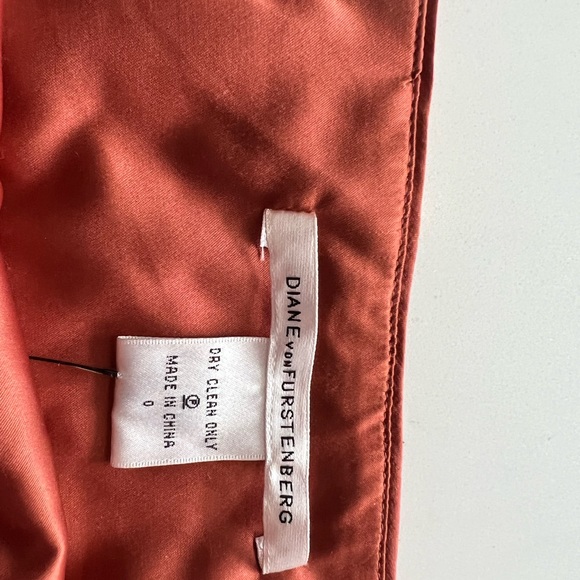 DIANE VON FURSTENBERG
DRY CLEAN ONLY
P
MADE IN CHINA
0